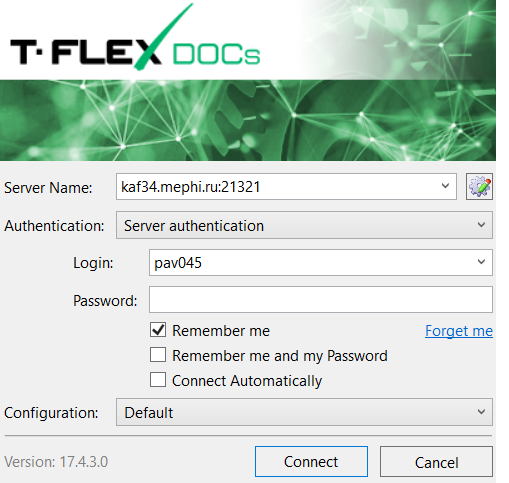 T-FLEX DOCs
Server Name: kaf34.mephi.ru:21321
Authentication: Server authentication
Login: pav045
Password:
Remember me Forget me
Remember me and my Password
Connect Automatically
Configuration: Default
Version: 17.4.3.0 Connect Cancel